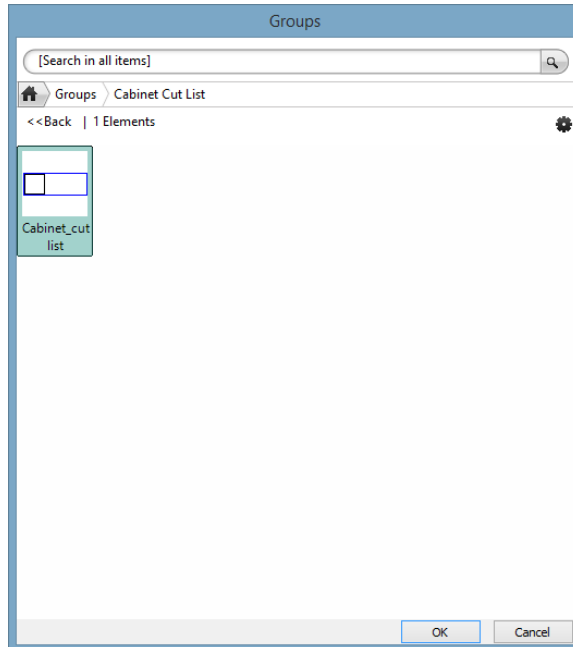 Groups
[Search in all items]
Groups Cabinet Cut List
<<Back | 1 Elements
Cabinet_cut
list
OK Cancel